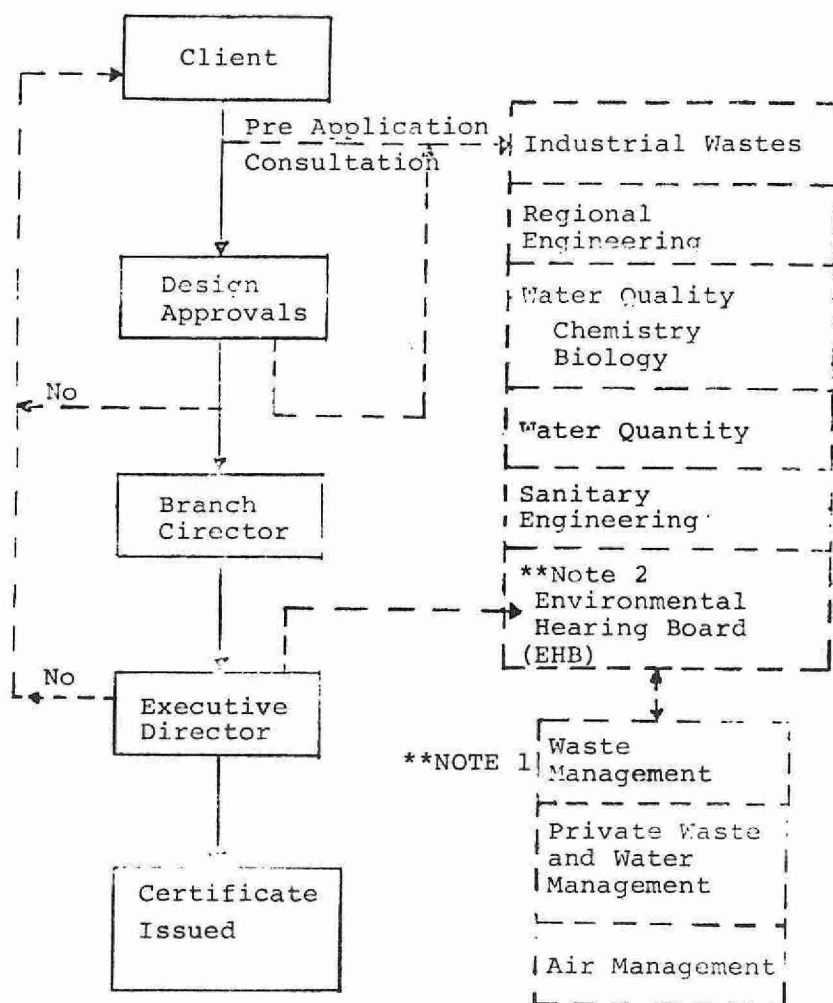 Client
Pre Application
Consultation
Design
Approvals
No
Branch
Cirector
No
Executive
Director
Certificate
Issued
Industrial Wastes
Regional
Engineering
Water Quality
Chemistry
Biology
Water Quantity
Sanitary
Engineering
**Note 2
Environmental
Hearing Board
(EHB)
**NOTE 1
Waste
Management
Private Waste
and Water
Management
Air Management